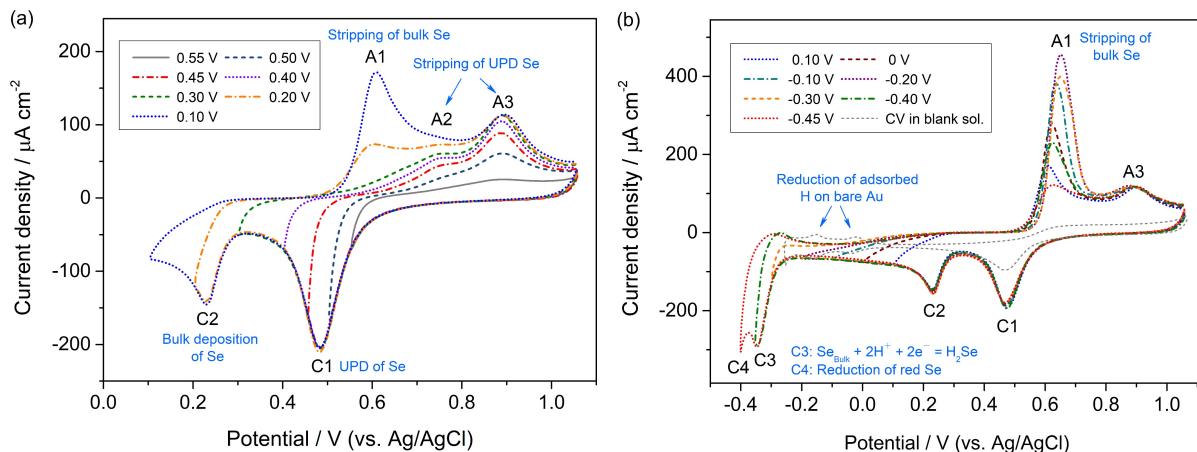 (a)
Stripping of bulk Se
A1
Stripping of UPD Se
A2
A3
0.55 V
0.50 V
0.45 V
0.40 V
0.30 V
0.20 V
0.10 V
C2
Bulk deposition
of Se
C1
UPD of Se
200
100
0
-100
-200
Current density / µA cm⁻²
0.0
0.2
0.4
0.6
0.8
1.0
Potential / V (vs. Ag/AgCl)
(b)
A1
Stripping of
bulk Se
0.10 V
0 V
-0.10 V
-0.20 V
-0.30 V
-0.40 V
-0.45 V
CV in blank sol.
A3
Reduction of adsorbed
H on bare Au
C2
C1
C4
C3
C3: Se_Bulk + 2H⁺ + 2e⁻ = H₂Se
C4: Reduction of red Se
400
200
0
-200
Current density / µA cm⁻²
-0.4
-0.2
0.0
0.2
0.4
0.6
0.8
1.0
Potential / V (vs. Ag/AgCl)